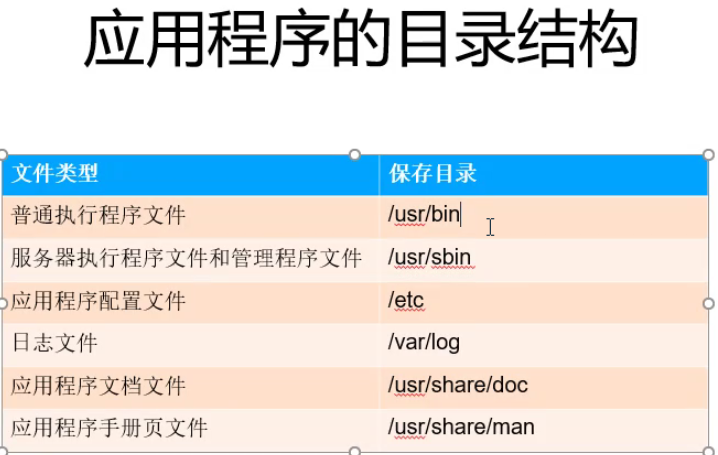 应用程序的目录结构
文件类型 保存目录
普通执行程序文件 /usr/bin
服务器执行程序文件和管理程序文件 /usr/sbin
应用程序配置文件 /etc
日志文件 /var/log
应用程序文档文件 /usr/share/doc
应用程序手册页文件 /usr/share/man